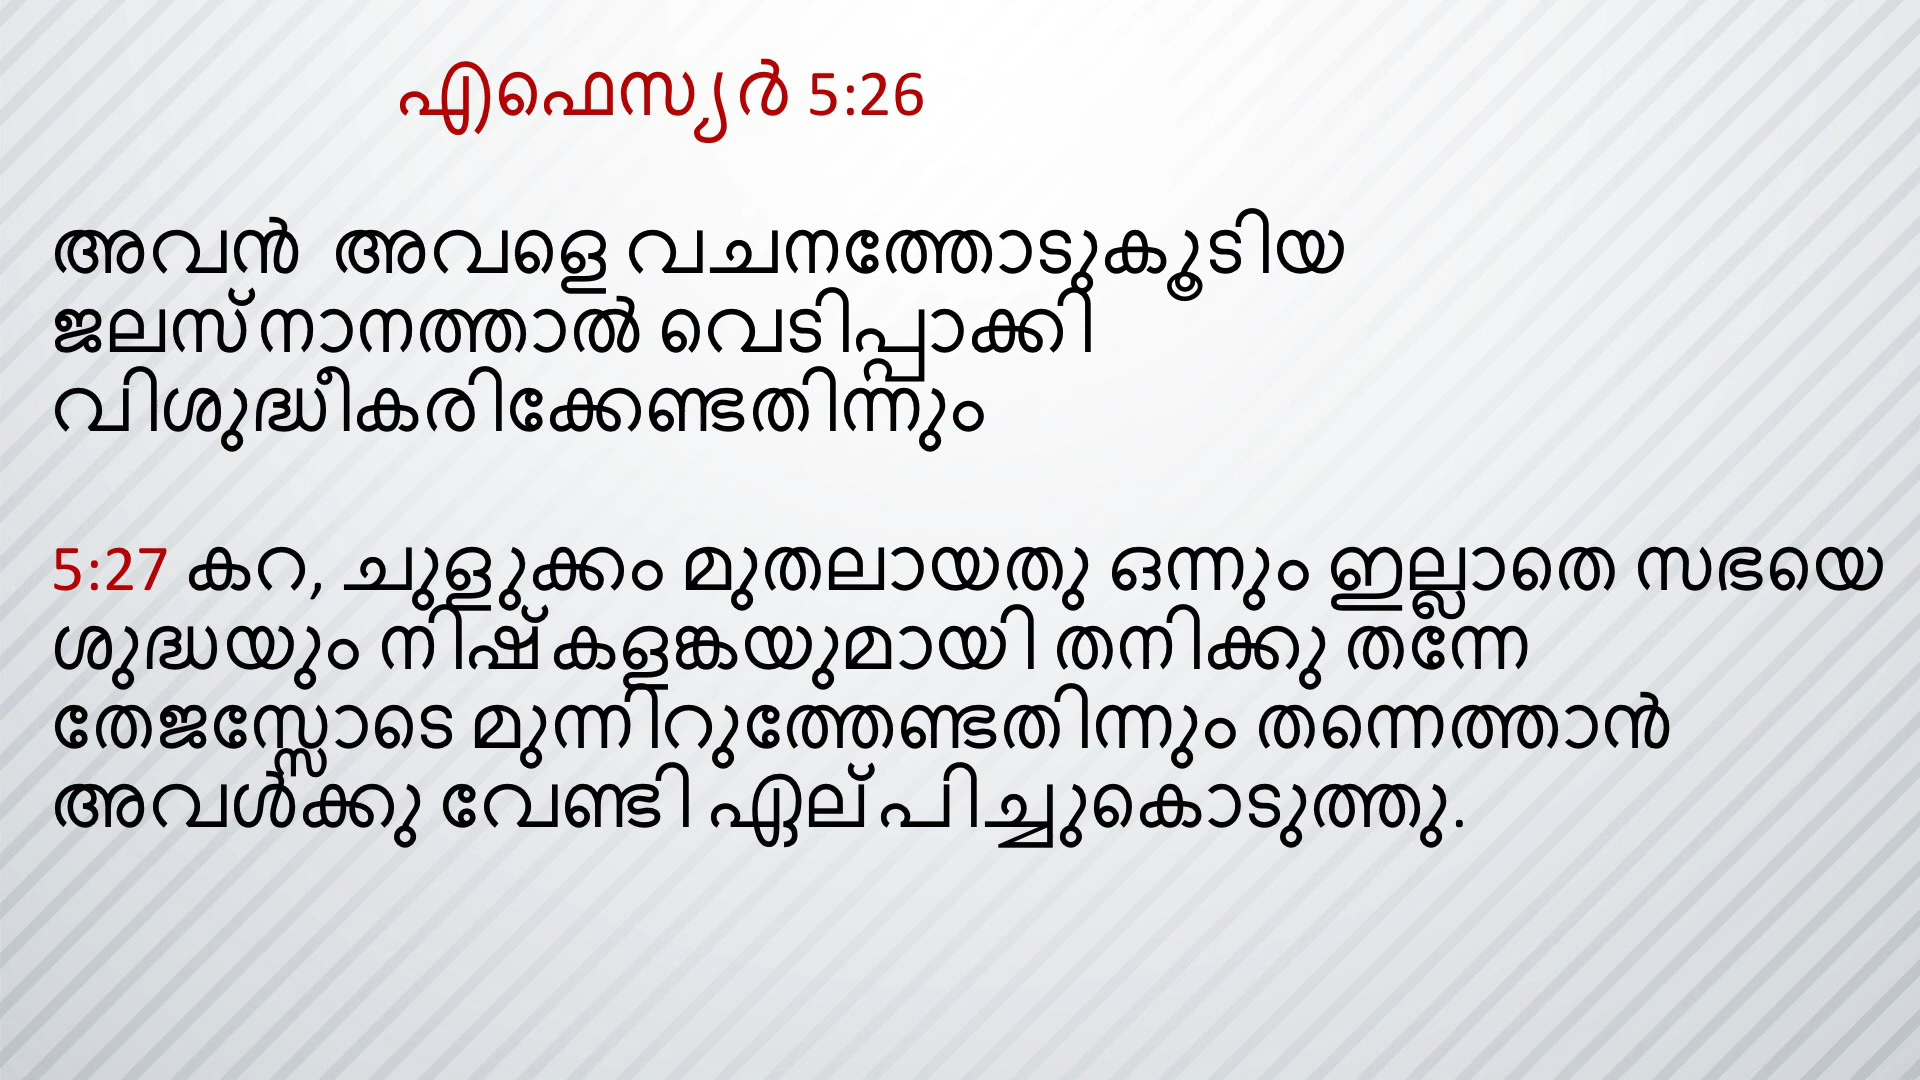 എഫെസ്യർ 5:26
അവൻ അവളെ വചനത്തോടുകൂടിയ
ജലസ്നാനത്താൽ വെടിപ്പാക്കി
വിശുദ്ധീകരിക്കേണ്ടതിന്നും
5:27 കറ, ചുളുക്കം മുതലായതു ഒന്നും ഇല്ലാതെ സഭയെ
ശുദ്ധയും നിഷ്കളങ്കയുമായി തനിക്കു തന്നേ
തേജസ്സോടെ മുന്നിറുത്തേണ്ടതിന്നും തന്നെത്താൻ
അവൾക്കു വേണ്ടി ഏല്പിച്ചുകൊടുത്തു.